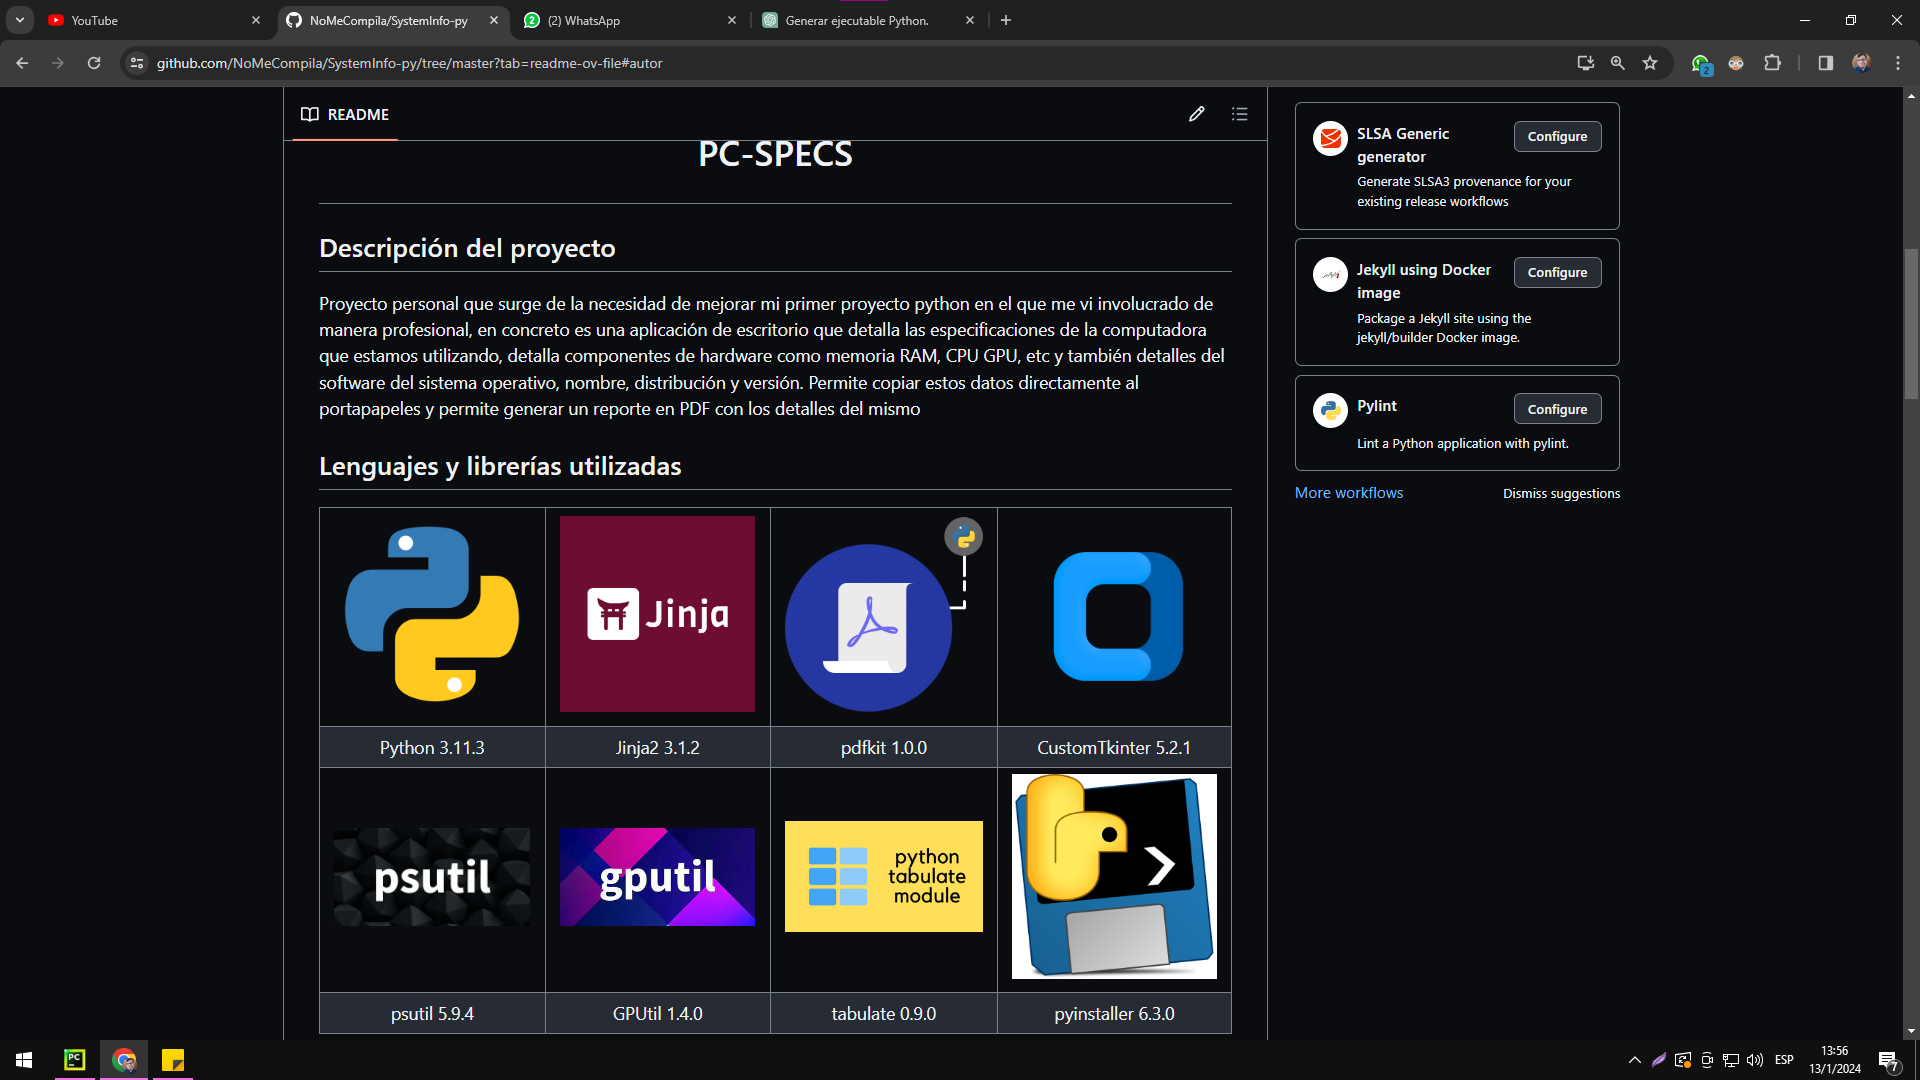 YouTube
NoMeCompila/SystemInfo-py
(2) WhatsApp
Generar ejecutable Python.
github.com/NoMeCompila/SystemInfo-py/tree/master?tab=readme-ov-file#autor
2
README
PC-SPECS
Descripción del proyecto
Proyecto personal que surge de la necesidad de mejorar mi primer proyecto python en el que me vi involucrado de
manera profesional, en concreto es una aplicación de escritorio que detalla las especificaciones de la computadora
que estamos utilizando, detalla componentes de hardware como memoria RAM, CPU GPU, etc y también detalles del
software del sistema operativo, nombre, distribución y versión. Permite copiar estos datos directamente al
portapapeles y permite generar un reporte en PDF con los detalles del mismo
Lenguajes y librerías utilizadas
Jinja
Python 3.11.3
Jinja2 3.1.2
pdfkit 1.0.0
CustomTkinter 5.2.1
psutil
gputil
python
tabulate
module
psutil 5.9.4
GPUtil 1.4.0
tabulate 0.9.0
pyinstaller 6.3.0
SLSA Generic
generator
Configure
Generate SLSA3 provenance for your
existing release workflows
Jekyll using Docker
image
Configure
Package a Jekyll site using the
jekyll/builder Docker image.
Pylint
Configure
Lint a Python application with pylint.
More workflows
Dismiss suggestions
PC
ESP
13:56
13/1/2024
7